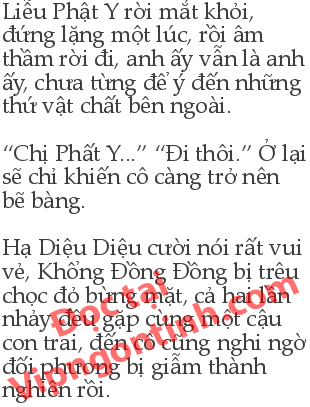 Liễu Phật Y rời mắt khỏi,
đứng lặng một lúc, rồi âm
thầm rời đi, anh ấy vẫn là anh
ấy, chưa từng để ý đến những
thứ vật chất bên ngoài.

“Chị Phất Y...” “Đi thôi.” Ở lại
sẽ chỉ khiến cô càng trở nên
bẽ bàng.

Hạ Diệu Diệu cười nói rất vui
vẻ, Khổng Đồng Đồng bị trêu
chọc đỏ bừng mặt, cả hai lần
nhảy đều gặp cùng một cậu
con trai, đến cô cũng nghi ngờ
đối phương bị giẫm thành
nghiện rồi.
Đọc tại
Vipngontinh.com